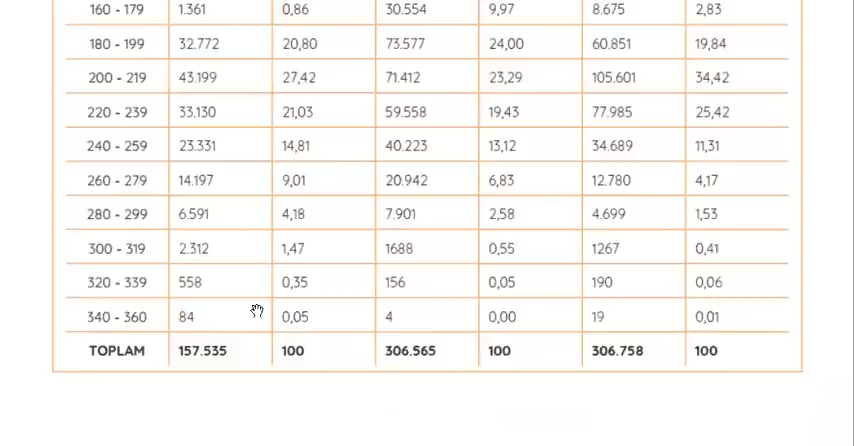 160 - 179 1.361 0,86 30.554 9,97 8.675 2,83
180 - 199 32.772 20,80 73.577 24,00 60.851 19,84
200 - 219 43.199 27,42 71.412 23,29 105.601 34,42
220 - 239 33.130 21,03 59.558 19,43 77.985 25,42
240 - 259 23.331 14,81 40.223 13,12 34.689 11,31
260 - 279 14.197 9,01 20.942 6,83 12.780 4,17
280 - 299 6.591 4,18 7.901 2,58 4.699 1,53
300 - 319 2.312 1,47 1688 0,55 1267 0,41
320 - 339 558 0,35 156 0,05 190 0,06
340 - 360 84 0,05 4 0,00 19 0,01
TOPLAM 157.535 100 306.565 100 306.758 100